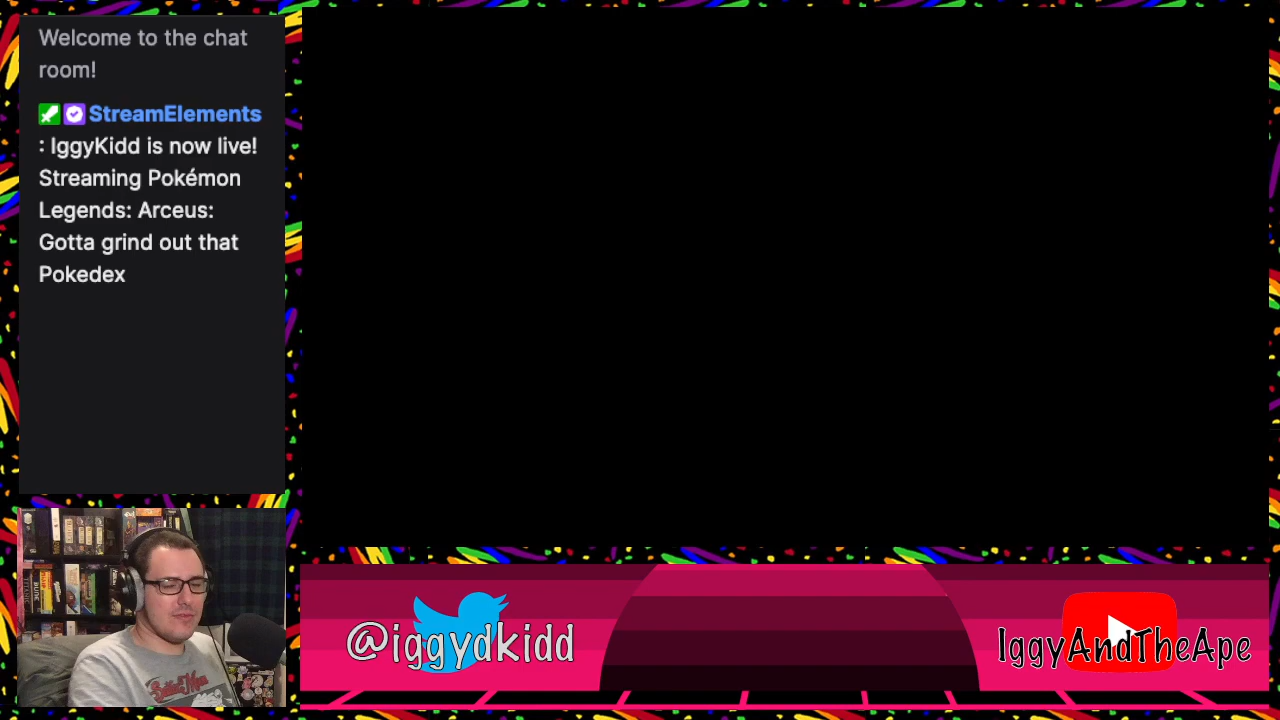 Welcome to the chat
room!
StreamElements
: IggyKidd is now live!
Streaming Pokémon
Legends: Arceus:
Gotta grind out that
Pokedex
@iggydkidd
IggyAndTheApe